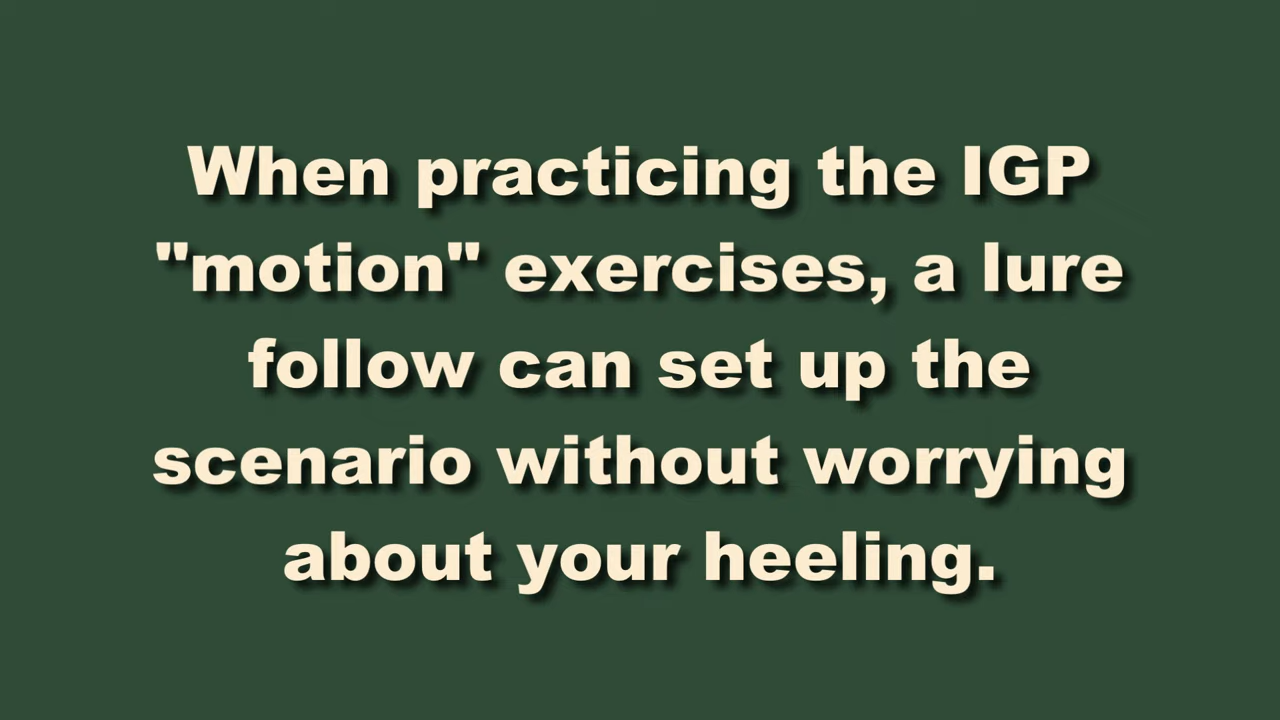 When practicing the IGP
"motion" exercises, a lure
follow can set up the
scenario without worrying
about your heeling.